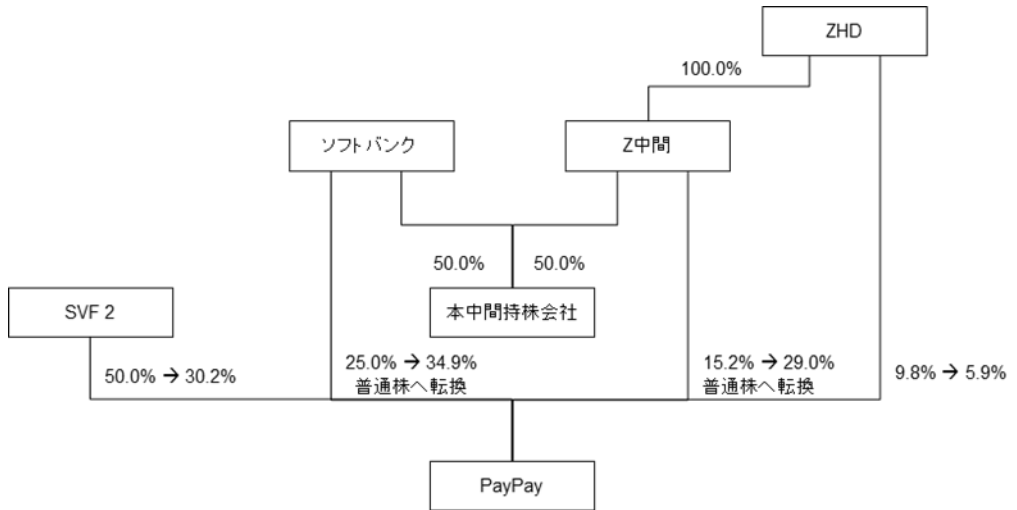 ZHD
100.0%
ソフトバンク
Z中間
50.0%
50.0%
SVF 2
本中間持株会社
50.0% → 30.2%
25.0% → 34.9%
普通株へ転換
15.2% → 29.0%
普通株へ転換
9.8% → 5.9%
PayPay